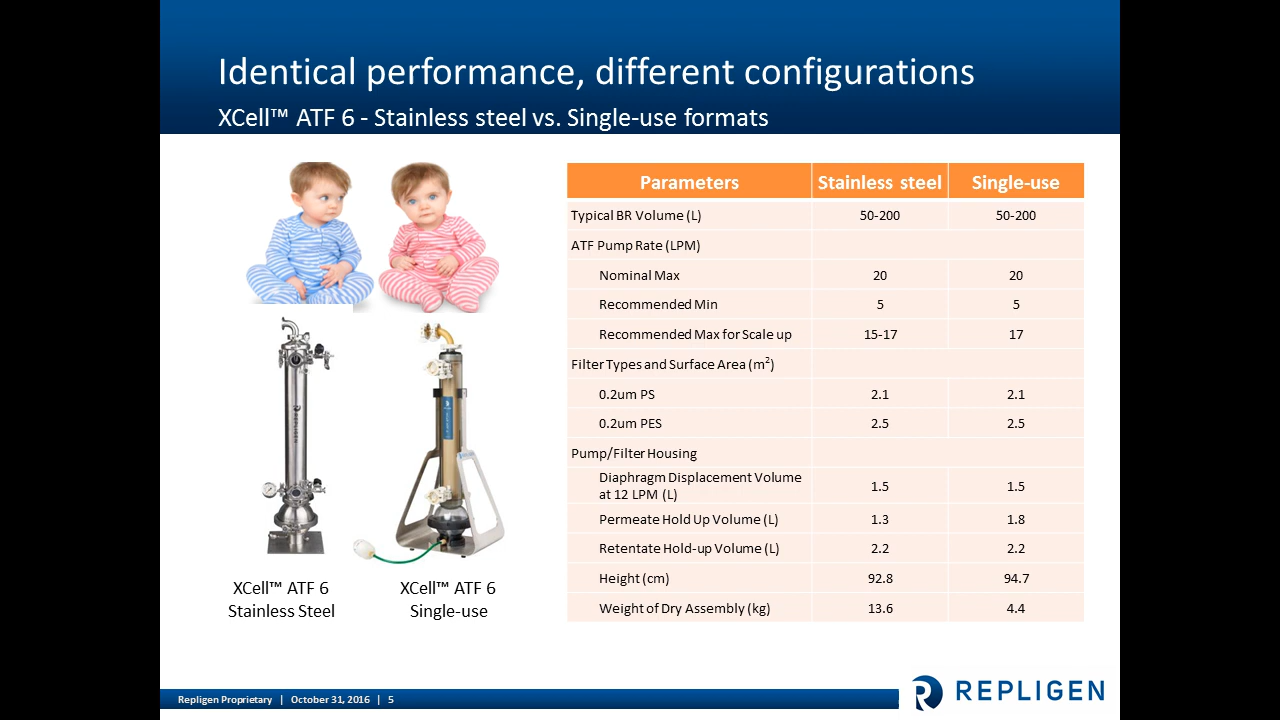 Identical performance, different configurations
XCell™ ATF 6 - Stainless steel vs. Single-use formats
Parameters Stainless steel Single-use
Typical BR Volume (L) 50-200 50-200
ATF Pump Rate (LPM)
Nominal Max 20 20
Recommended Min 5 5
Recommended Max for Scale up 15-17 17
Filter Types and Surface Area (m²)
0.2um PS 2.1 2.1
0.2um PES 2.5 2.5
Pump/Filter Housing
Diaphragm Displacement Volume
at 12 LPM (L) 1.5 1.5
Permeate Hold Up Volume (L) 1.3 1.8
Retentate Hold-up Volume (L) 2.2 2.2
Height (cm) 92.8 94.7
Weight of Dry Assembly (kg) 13.6 4.4
REPLIGEN
XCell™ ATF 6
Stainless Steel
XCell™ ATF 6
Single-use
Repligen Proprietary | October 31, 2016 | 5
REPLIGEN